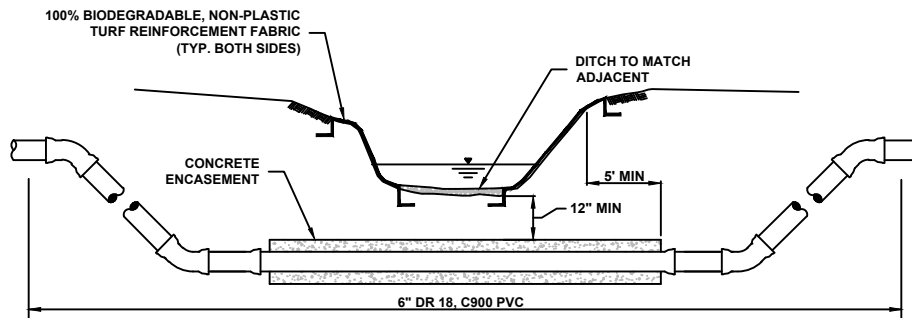 100% BIODEGRADABLE, NON-PLASTIC
TURF REINFORCEMENT FABRIC
(TYP. BOTH SIDES)
DITCH TO MATCH
ADJACENT
CONCRETE
ENCASEMENT
5' MIN
12" MIN
6" DR 18, C900 PVC